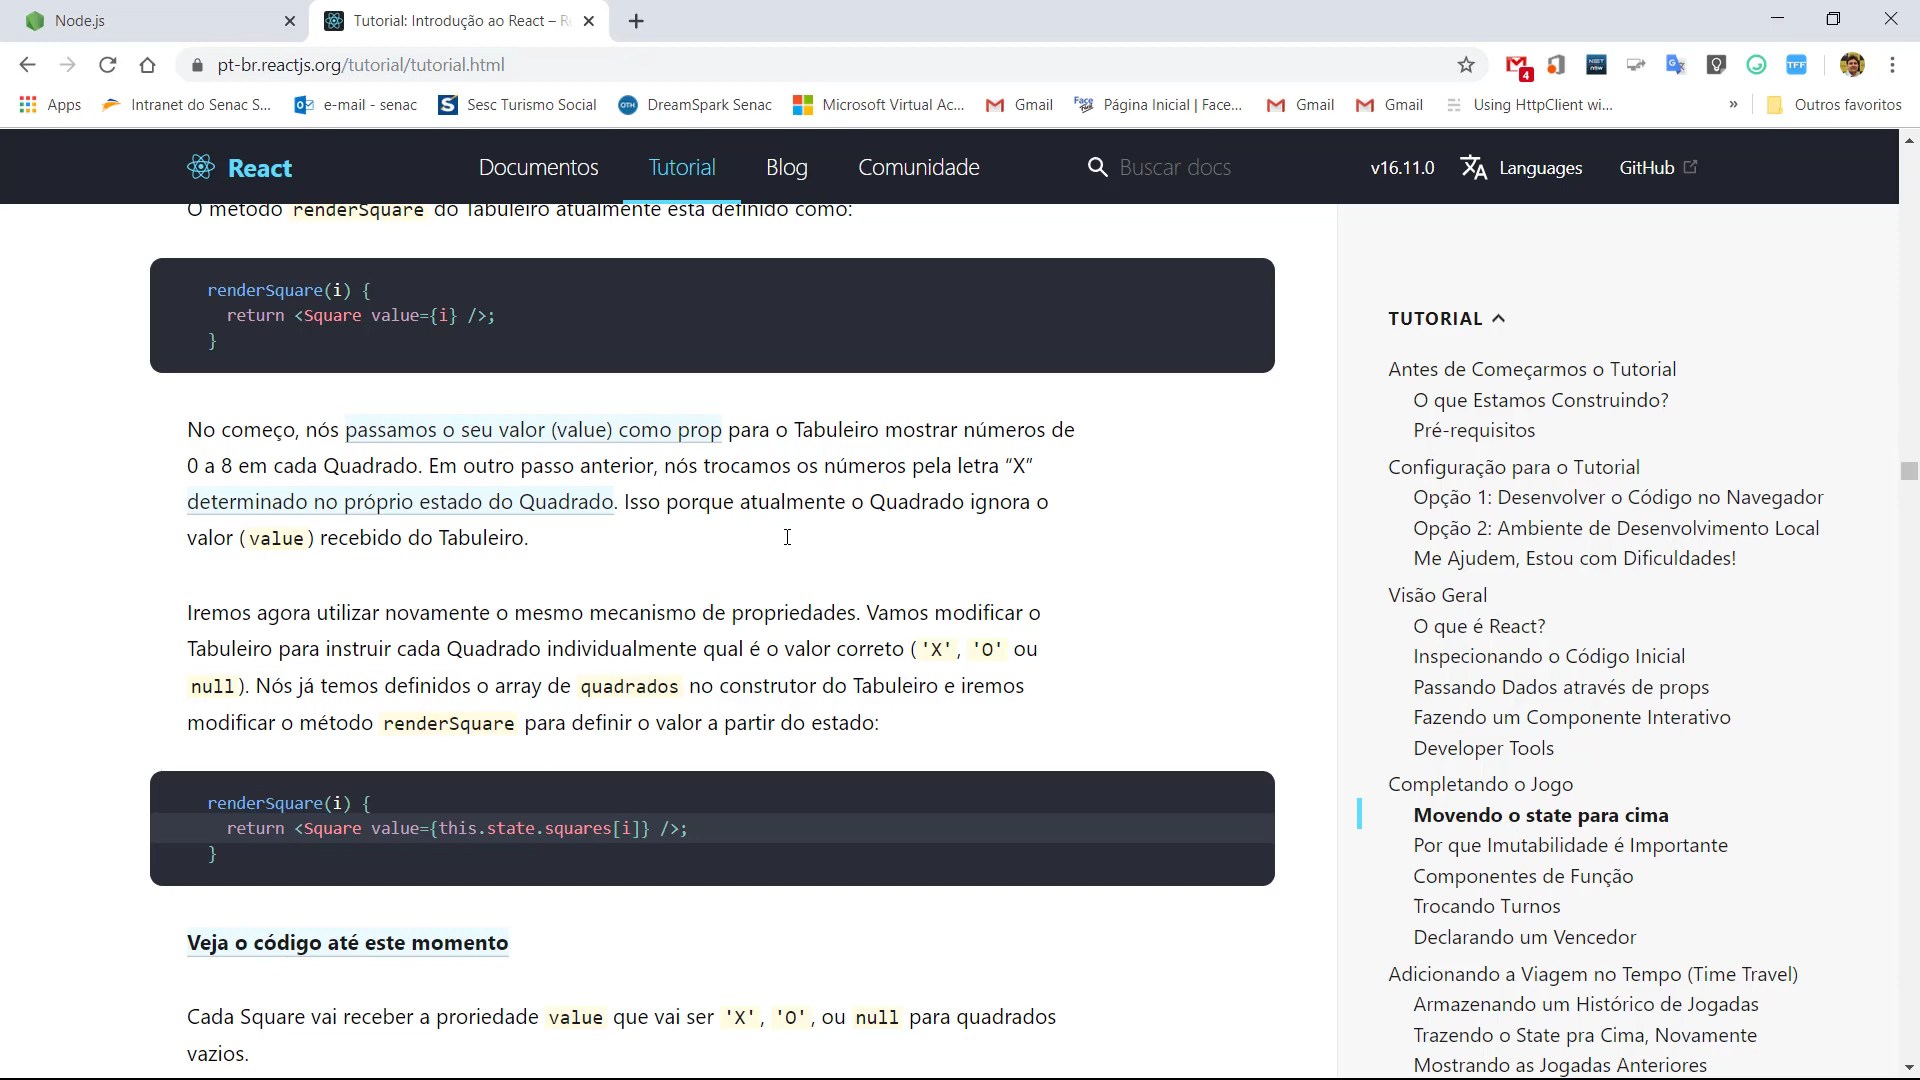 Node.js
Tutorial: Introdução ao React – R
pt-br.reactjs.org/tutorial/tutorial.html
4
Apps
Intranet do Senac S...
e-mail - senac
Sesc Turismo Social
DreamSpark Senac
Microsoft Virtual Ac...
Gmail
Página Inicial | Face...
Gmail
Gmail
Using HttpClient wi...
»
Outros favoritos
React
Documentos
Tutorial
Blog
Comunidade
Buscar docs
v16.11.0
Languages
GitHub
O método renderSquare do Tabuleiro atualmente está definido como:
renderSquare(i) {
return <Square value={i} />;
}
No começo, nós passamos o seu valor (value) como prop para o Tabuleiro mostrar números de
0 a 8 em cada Quadrado. Em outro passo anterior, nós trocamos os números pela letra “X”
determinado no próprio estado do Quadrado. Isso porque atualmente o Quadrado ignora o
valor (value) recebido do Tabuleiro.
Iremos agora utilizar novamente o mesmo mecanismo de propriedades. Vamos modificar o
Tabuleiro para instruir cada Quadrado individualmente qual é o valor correto ('X', 'O' ou
null). Nós já temos definidos o array de quadrados no construtor do Tabuleiro e iremos
modificar o método renderSquare para definir o valor a partir do estado:
renderSquare(i) {
return <Square value={this.state.squares[i]} />;
}
Veja o código até este momento
Cada Square vai receber a proriedade value que vai ser 'X', 'O', ou null para quadrados
vazios.
TUTORIAL
Antes de Começarmos o Tutorial
O que Estamos Construindo?
Pré-requisitos
Configuração para o Tutorial
Opção 1: Desenvolver o Código no Navegador
Opção 2: Ambiente de Desenvolvimento Local
Me Ajudem, Estou com Dificuldades!
Visão Geral
O que é React?
Inspecionando o Código Inicial
Passando Dados através de props
Fazendo um Componente Interativo
Developer Tools
Completando o Jogo
Movendo o state para cima
Por que Imutabilidade é Importante
Componentes de Função
Trocando Turnos
Declarando um Vencedor
Adicionando a Viagem no Tempo (Time Travel)
Armazenando um Histórico de Jogadas
Trazendo o State pra Cima, Novamente
Mostrando as Jogadas Anteriores